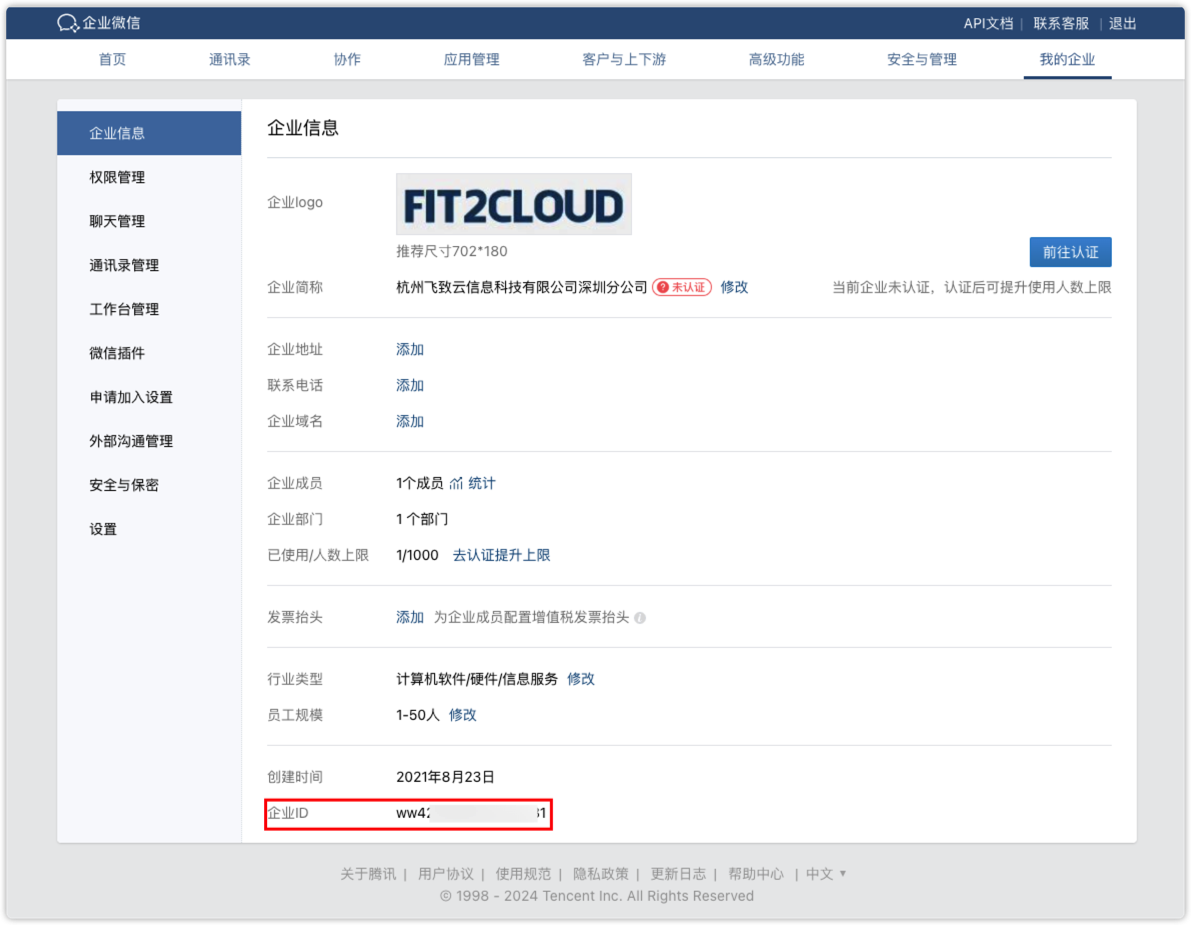 企业微信 API文档 | 联系客服 | 退出
首页 通讯录 协作 应用管理 客户与上下游 高级功能 安全与管理 我的企业
企业信息
权限管理
聊天管理
通讯录管理
工作台管理
微信插件
申请加入设置
外部沟通管理
安全与保密
设置
企业信息
企业logo FIT2CLOUD
推荐尺寸702*180
前往认证
企业简称 杭州飞致云信息科技有限公司深圳分公司 ? 未认证 修改 当前企业未认证，认证后可提升使用人数上限
企业地址 添加
联系电话 添加
企业域名 添加
企业成员 1个成员 统计
企业部门 1 个部门
已使用/人数上限 1/1000 去认证提升上限
发票抬头 添加 为企业成员配置增值税发票抬头
行业类型 计算机软件/硬件/信息服务 修改
员工规模 1-50人 修改
创建时间 2021年8月23日
企业ID ww42
关于腾讯 | 用户协议 | 使用规范 | 隐私政策 | 更新日志 | 帮助中心 | 中文 ▼
© 1998 - 2024 Tencent Inc. All Rights Reserved